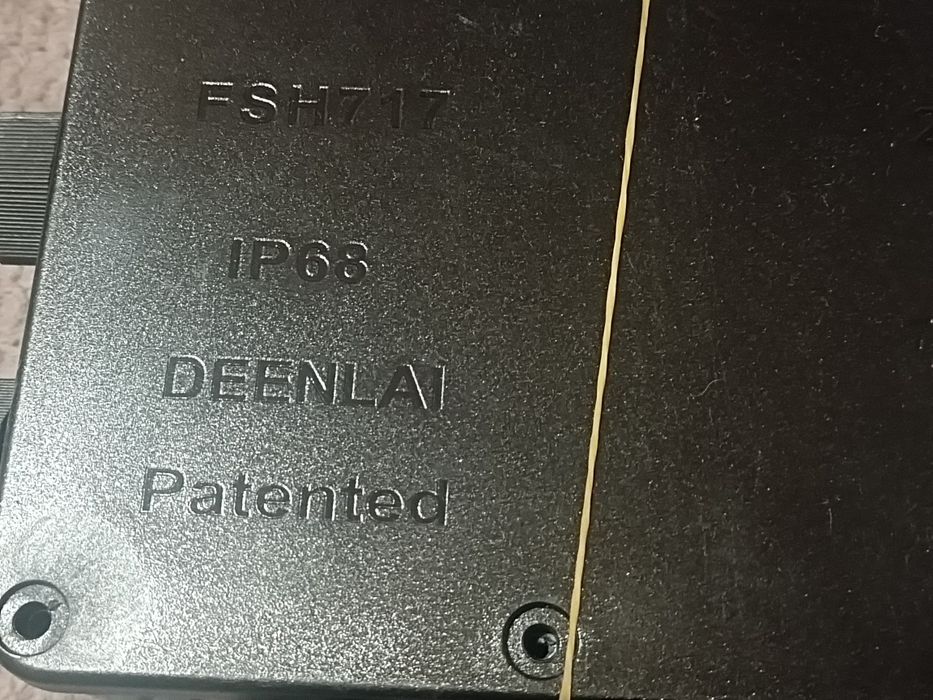 FSH717
IP68
DEENLAI
Patented